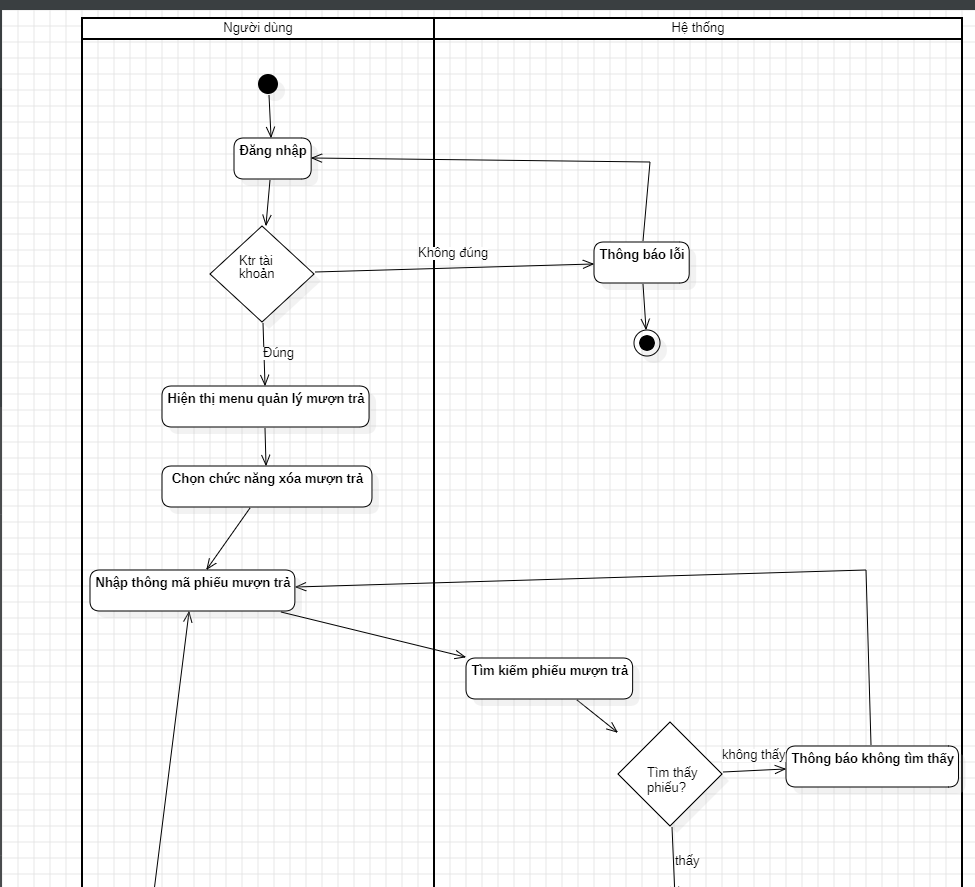 Người dùng
Hệ thống
Đăng nhập
Ktr tài
khoản
Không đúng
Thông báo lỗi
Đúng
Hiện thị menu quản lý mượn trả
Chọn chức năng xóa mượn trả
Nhập thông mã phiếu mượn trả
Tìm kiếm phiếu mượn trả
Tìm thấy
phiếu?
không thấy
Thông báo không tìm thấy
thấy